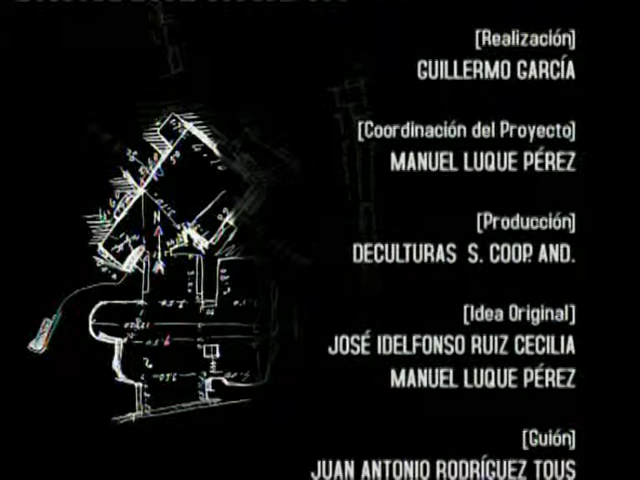 [Realización]
GUILLERMO GARCÍA
[Coordinación del Proyecto]
MANUEL LUQUE PÉREZ
[Producción]
DECULTURAS S. COOP. AND.
[Idea Original]
JOSÉ IDELFONSO RUIZ CECILIA
MANUEL LUQUE PÉREZ
[Guión]
JUAN ANTONIO RODRÍGUEZ TOUS
N